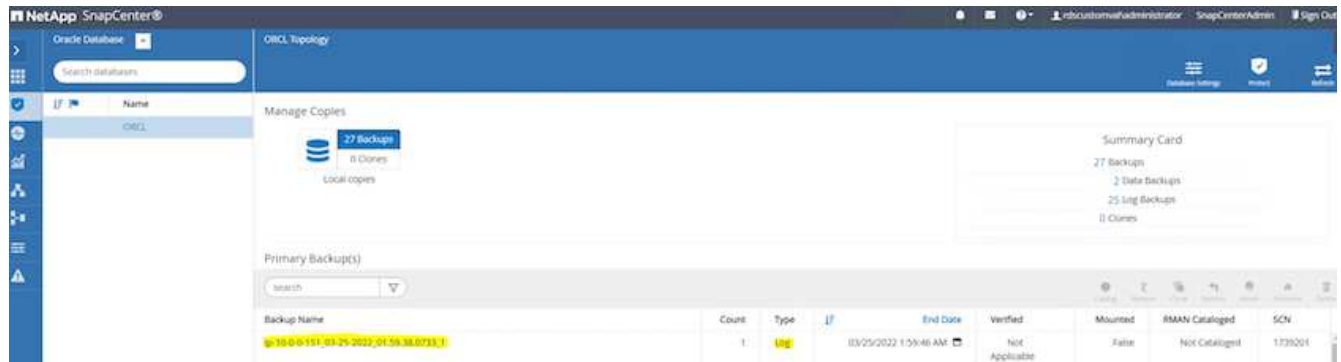 NetApp SnapCenter®
rdscustomval\administrator SnapCenterAdmin Sign Out
Oracle Database
ORCL Topology
Search databases
Database Settings Protect Refresh
Name
ORCL
Manage Copies
27 Backups
0 Clones
Local copies
Summary Card
27 Backups
2 Data Backups
25 Log Backups
0 Clones
Primary Backup(s)
search
Backup Name Count Type End Date Verified Mounted RMAN Cataloged SCN
ip-10-0-0-151_03-25-2022_01.59.38.0733_1 1 Log 03/25/2022 1:59:46 AM Not Applicable False Not Cataloged 1739201